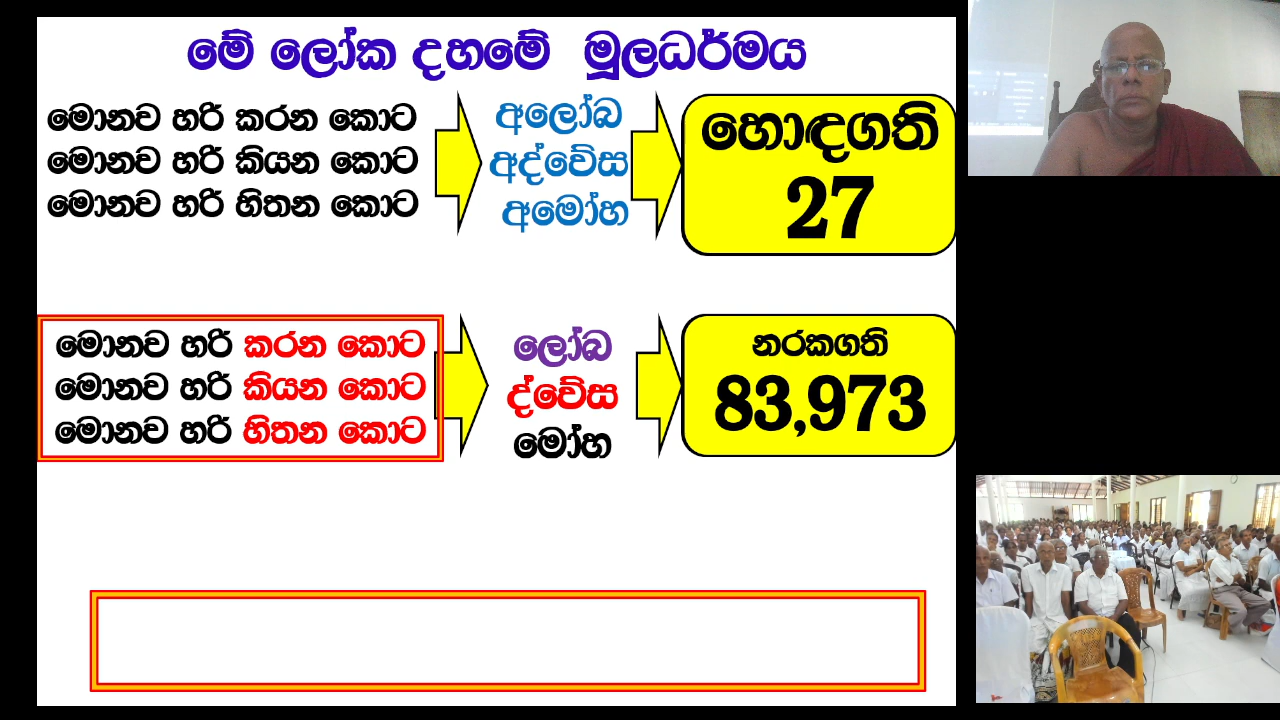 මේ ලෝක දහමේ මූලධර්මය
මොනව හරි කරන කොට
මොනව හරි කියන කොට
මොනව හරි හිතන කොට
අලෝබ
අද්වේස
අමෝහ
හොඳගති
27
මොනව හරි කරන කොට
මොනව හරි කියන කොට
මොනව හරි හිතන කොට
ලෝබ
ද්වේස
මෝහ
නරකගති
83,973